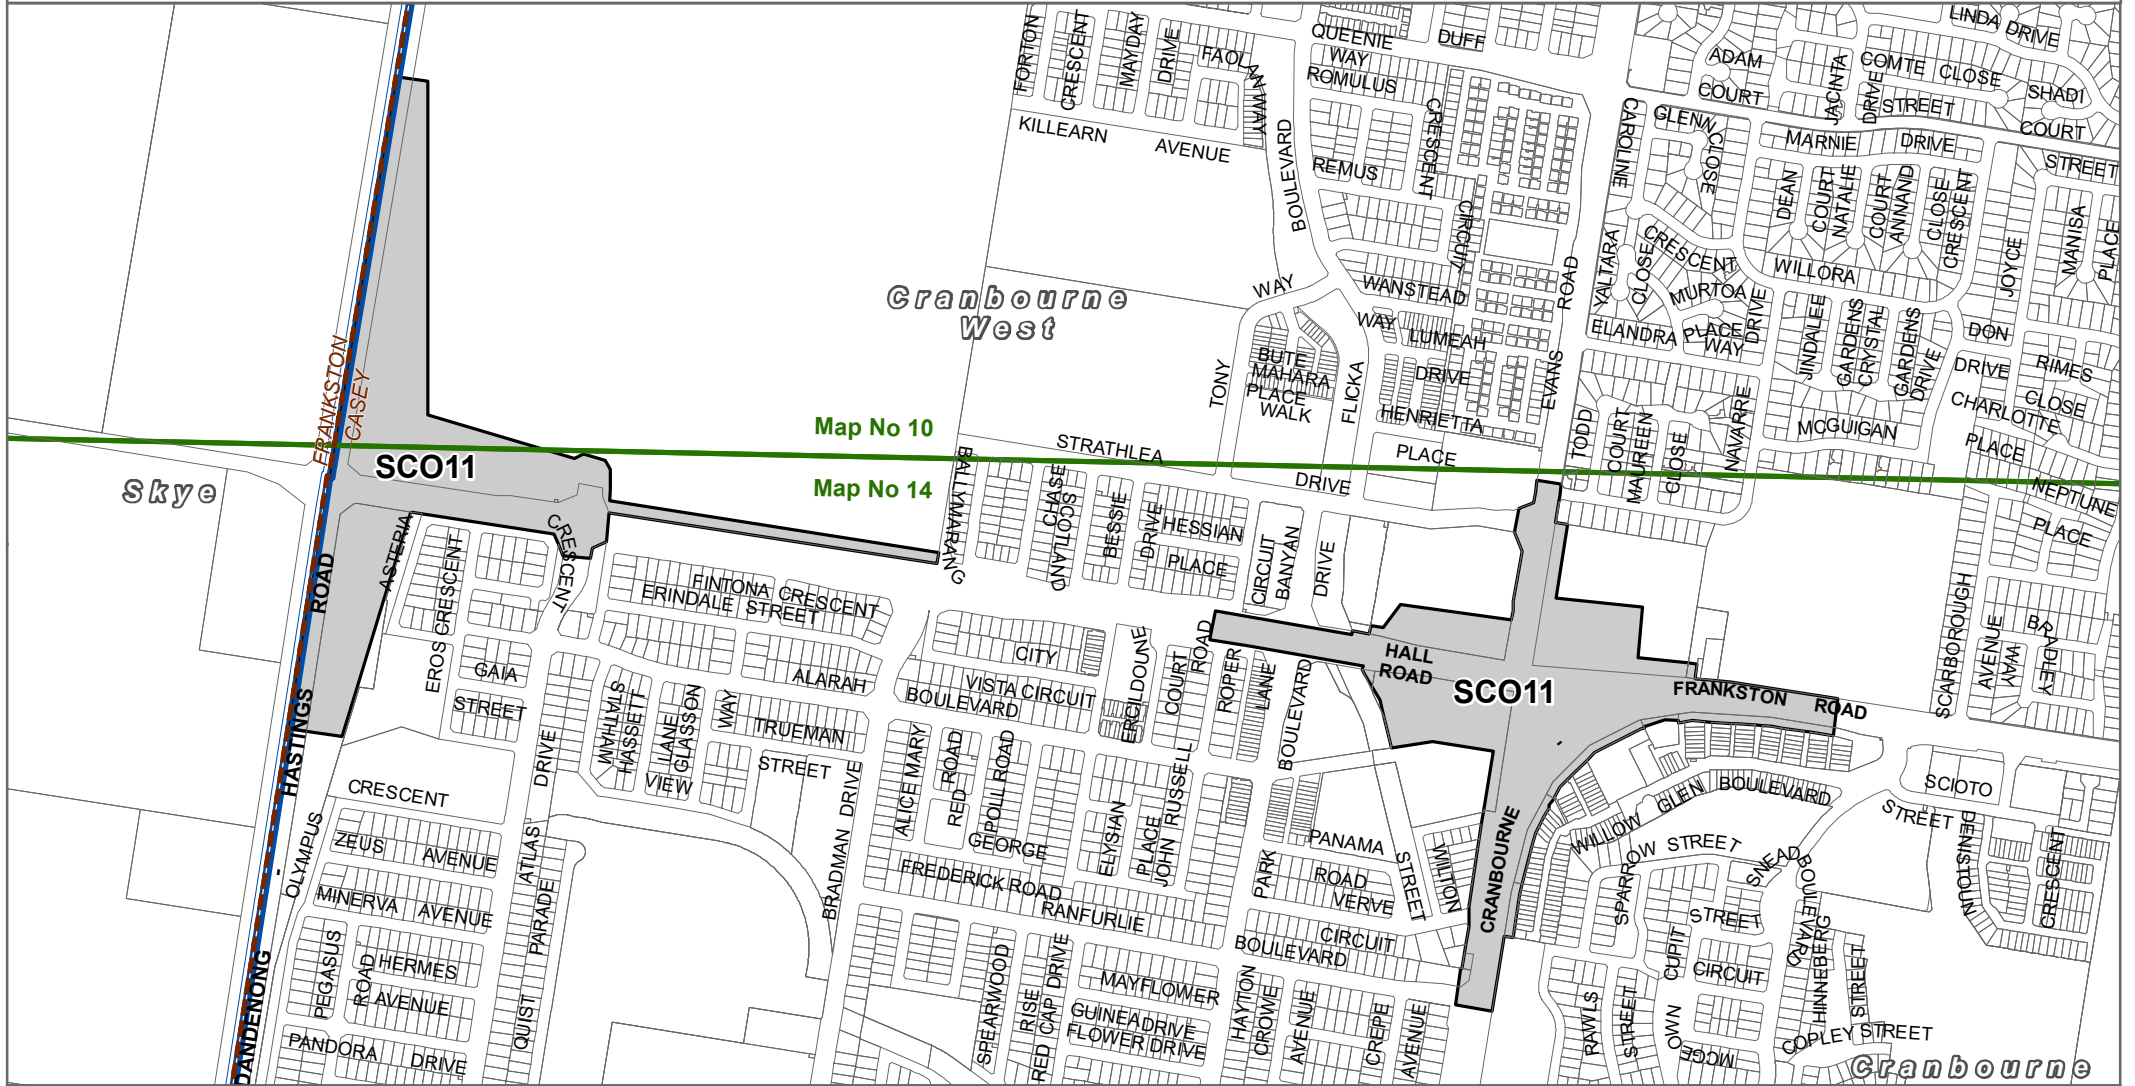 LINDA DRIVE
FORTON
CRESCENT
MAYDAY
DRIVE
FAOLAN WAY
QUEENIE
WAY
DUFF
ROMULUS
CRESCENT
ADAM
COURT
JACINTA
DRIVE
COMTE CLOSE
STREET
SHADI
COURT
KILLEARN
AVENUE
BOULEVARD
REMUS
CIRCUIT
CAROLINE
GLENN
CLOSE
MARNIE DRIVE
STREET
DEAN
COURT
NATALIE
COURT
ANNAND
CLOSE
CRESCENT
JOYCE
MANISA
PLACE
YALTARA
CLOSE
CRESCENT
WILLORA
MURTOA
PLACE
DRIVE
ELANDRA
WAY
JINDALEE
GARDENS
CRYSTAL
GARDENS
DRIVE
DON
DRIVE
RIMES
CLOSE
CHARLOTTE
PLACE
Cranbourne
West
WAY
WANSTEAD
WAY
LUMEAH
DRIVE
HENRIETTA
PLACE
EVANS
ROAD
TONY
BUTE
MAHARA
PLACE
WALK
FLICKA
TODD
COURT
MAUREEN
CLOSE
NAVARRE
MCGUIGAN
FRANKSTON
CASEY
Map No 10
Map No 14
SCO11
Skye
STRATHLEA
DRIVE
NEPTUNE
PLACE
BALLYMARANG
CHASE
SCOTLAND
BESSIE
DRIVE
HESSIAN
PLACE
CIRCUIT
BANYAN
DRIVE
ASTERIA
CRESCENT
EROS CRESCENT
FINTONA CRESCENT
ERINDALE STREET
GAIA
STREET
ALARAH
CITY
VISTA CIRCUIT
BOULEVARD
ERCILDOUNE
COURT
ROAD
ROPER
LANE
BOULEVARD
HALL
ROAD
SCO11
FRANKSTON ROAD
SCARBOROUGH
AVENUE
WAY
BRADLEY
STATHAM
HASSETT
LANE
GLASSON
WAY
VIEW
TRUEMAN
STREET
DRIVE
CRESCENT
ZEUS
AVENUE
MINERVA AVENUE
OLYMPUS
ATLAS
PARADE
QUIST
PEGASUS
ROAD
HERMES
AVENUE
PANDORA DRIVE
DANDENONG
HASTINGS
ROAD
BRADMAN DRIVE
ALICE MARY
RED ROAD
POLL ROAD
GEORGE
FREDERICK ROAD
RANFURLIE
ELYSIAN
PLACE
JOHN RUSSELL
PARK
PANAMA
STREET
WILTON
ROAD
VERVE
CIRCUIT
BOULEVARD
CRANBOURNE
WILLOW GLEN BOULEVARD
SPARROW STREET
SNEAD
BOULEVARD
SCIOTO
STREET
DENISTOUN
CRESCENT
SPEARWOOD
RISE
RED CAP DRIVE
MAYFLOWER
GUINEA DRIVE
FLOWER DRIVE
HAYTON
CROWE
AVENUE
CREPE
AVENUE
RAWLS
STREET
OWN
CUPIT
STREET
CIRCUIT
HINNEBERG
STREET
COPLEY STREET
Cranbourne